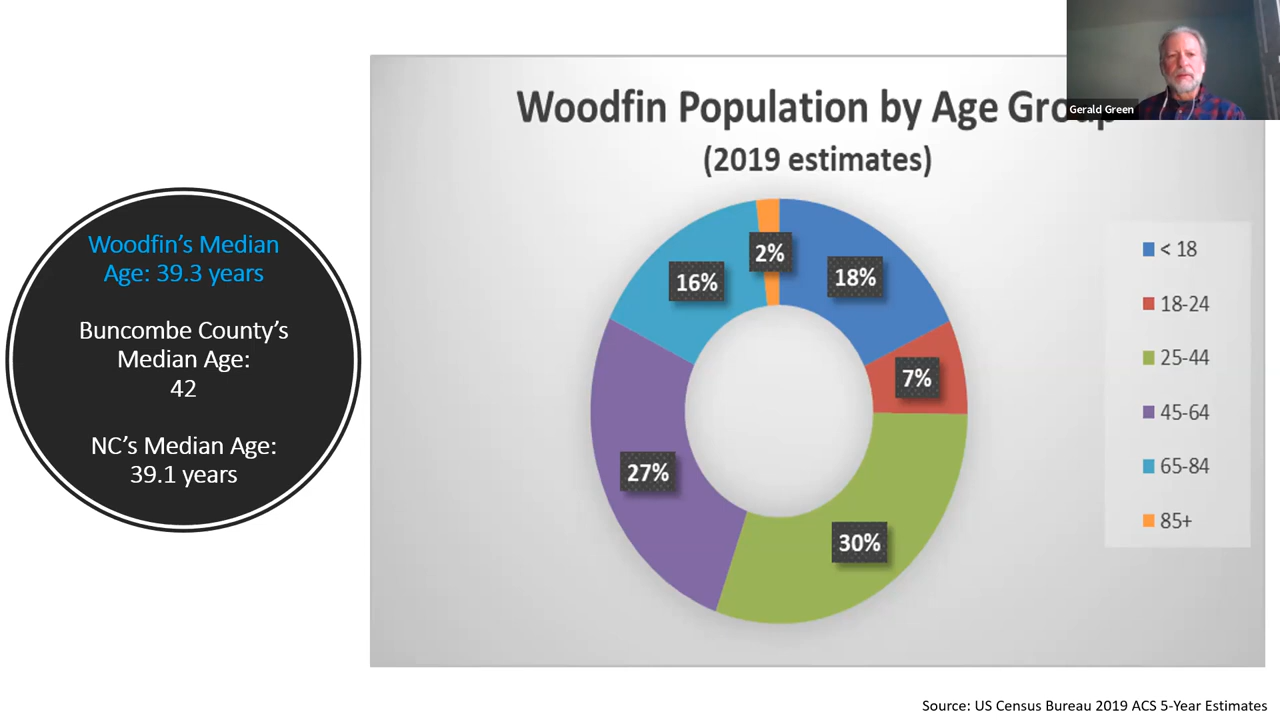 Woodfin's Median
Age: 39.3 years
Buncombe County's
Median Age:
42
NC's Median Age:
39.1 years
Woodfin Population by Age Group
(2019 estimates)
2%
18%
16%
7%
27%
30%
< 18
18-24
25-44
45-64
65-84
85+
Gerald Green
Source: US Census Bureau 2019 ACS 5-Year Estimates